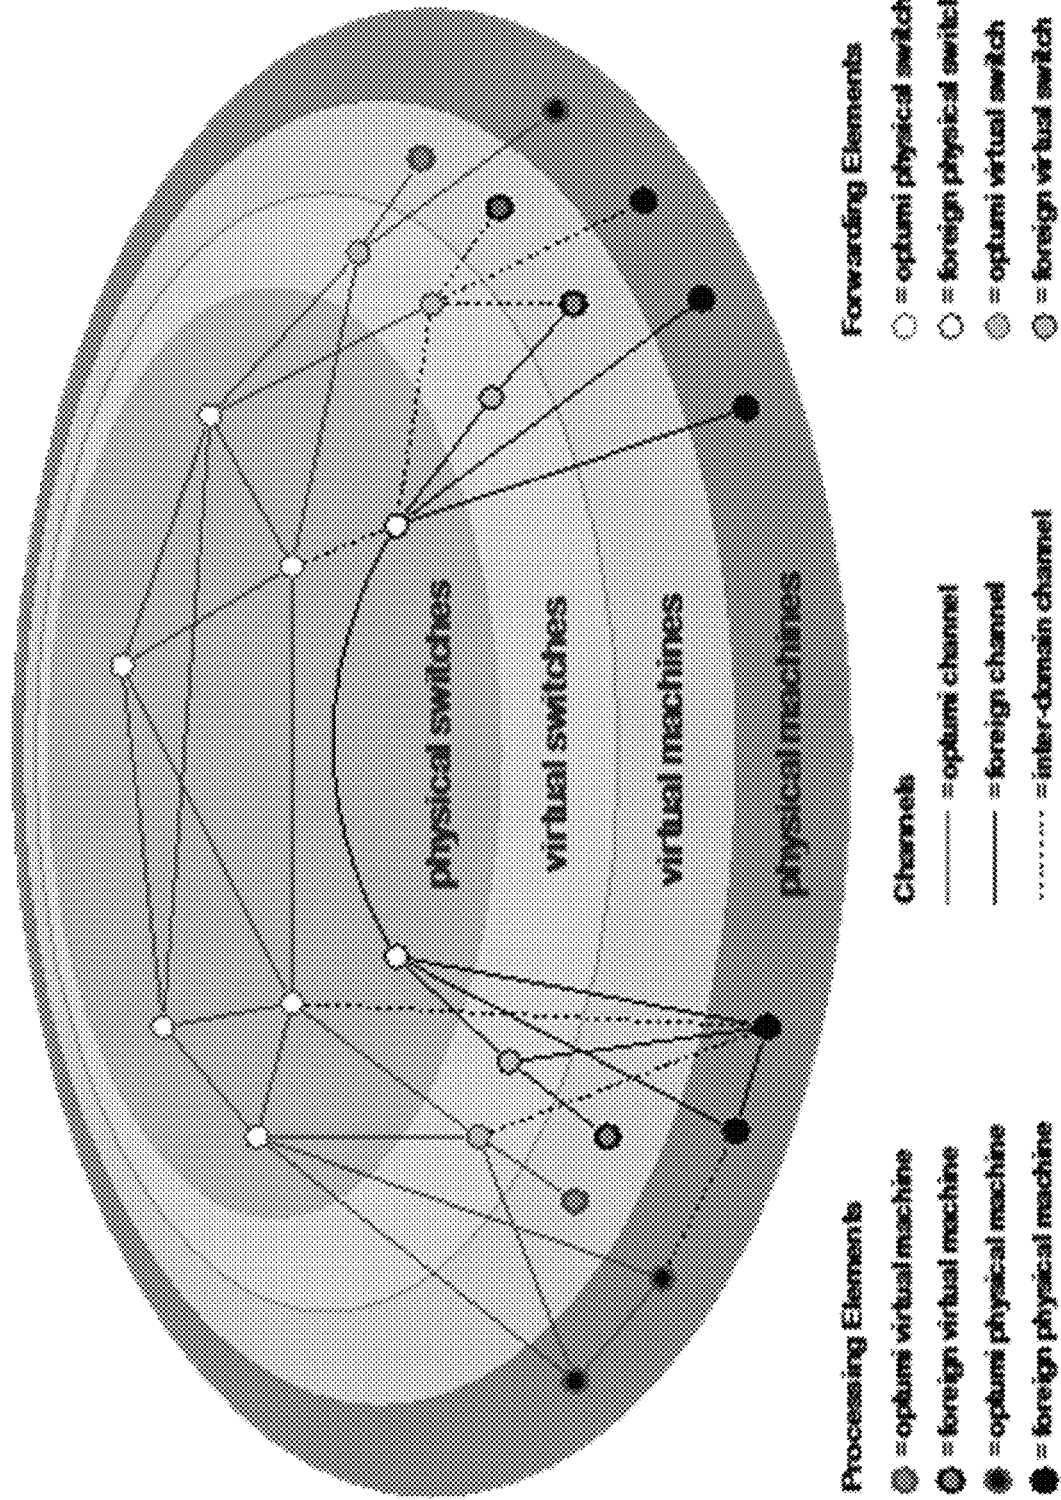 physical switches
virtual switches
virtual machines
physical machines
Processing Elements
= optumi virtual machine
= foreign virtual machine
= optumi physical machine
= foreign physical machine
Channels
= optumi channel
= foreign channel
= inter-domain channel
Forwarding Elements
= optumi physical switch
= foreign physical switch
= optumi virtual switch
= foreign virtual switch